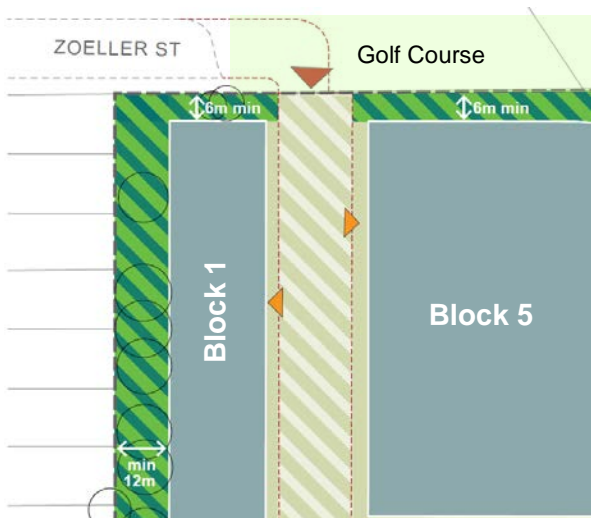 ZOELLER ST
Golf Course
6m min
6m min
Block 1
Block 5
min
12m